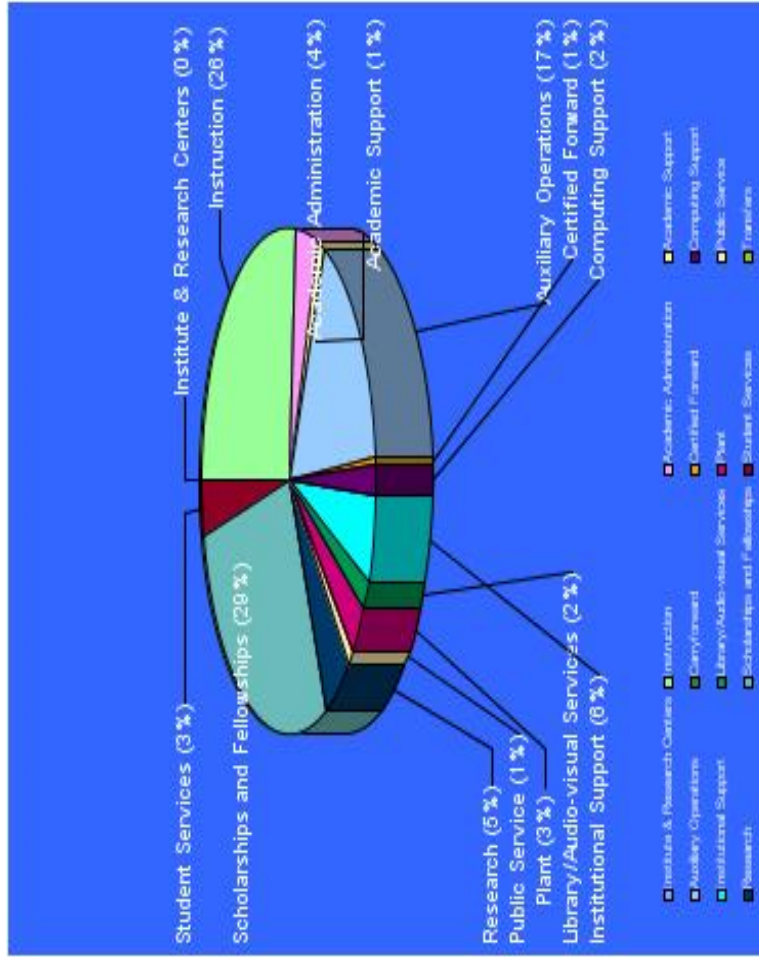 Institute & Research Centers (0%)
Instruction (26%)
Academic Administration (4%)
Academic Support (1%)
Auxiliary Operations (17%)
Certified Forward (1%)
Computing Support (2%)
Student Services (3%)
Scholarships and Fellowships (29%)
Research (5%)
Public Service (1%)
Plant (3%)
Library/Audio-visual Services (2%)
Institutional Support (6%)
Institute & Research Centers
Instruction
Academic Administration
Academic Support
Auxiliary Operations
Carryforward
Certified Forward
Computing Support
Institutional Support
Library/Audio-visual Services
Plant
Public Service
Research
Scholarships and Fellowships
Student Services
Transfers